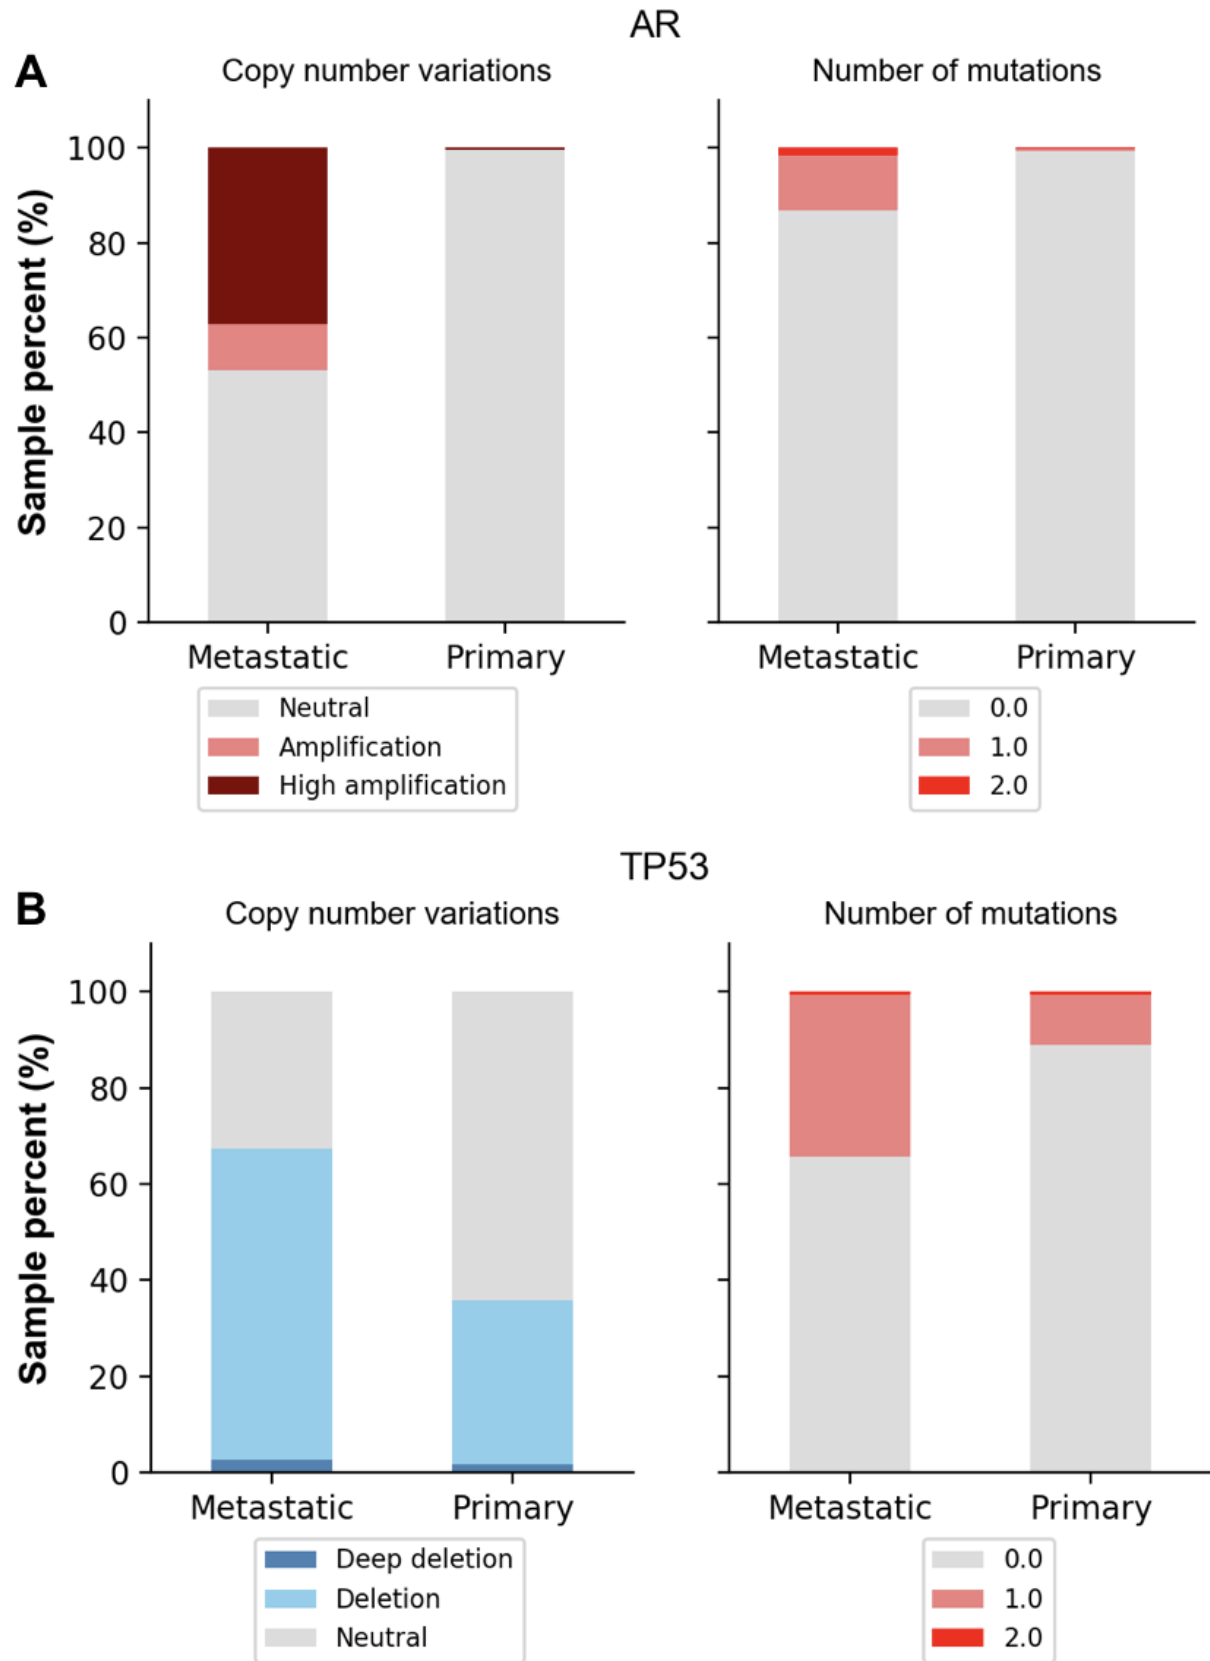 AR
A
Copy number variations
Number of mutations
Sample percent (%)
100
80
60
40
20
0
Metastatic
Primary
Metastatic
Primary
Neutral
Amplification
High amplification
0.0
1.0
2.0
TP53
B
Copy number variations
Number of mutations
Sample percent (%)
100
80
60
40
20
0
Metastatic
Primary
Metastatic
Primary
Deep deletion
Deletion
Neutral
0.0
1.0
2.0